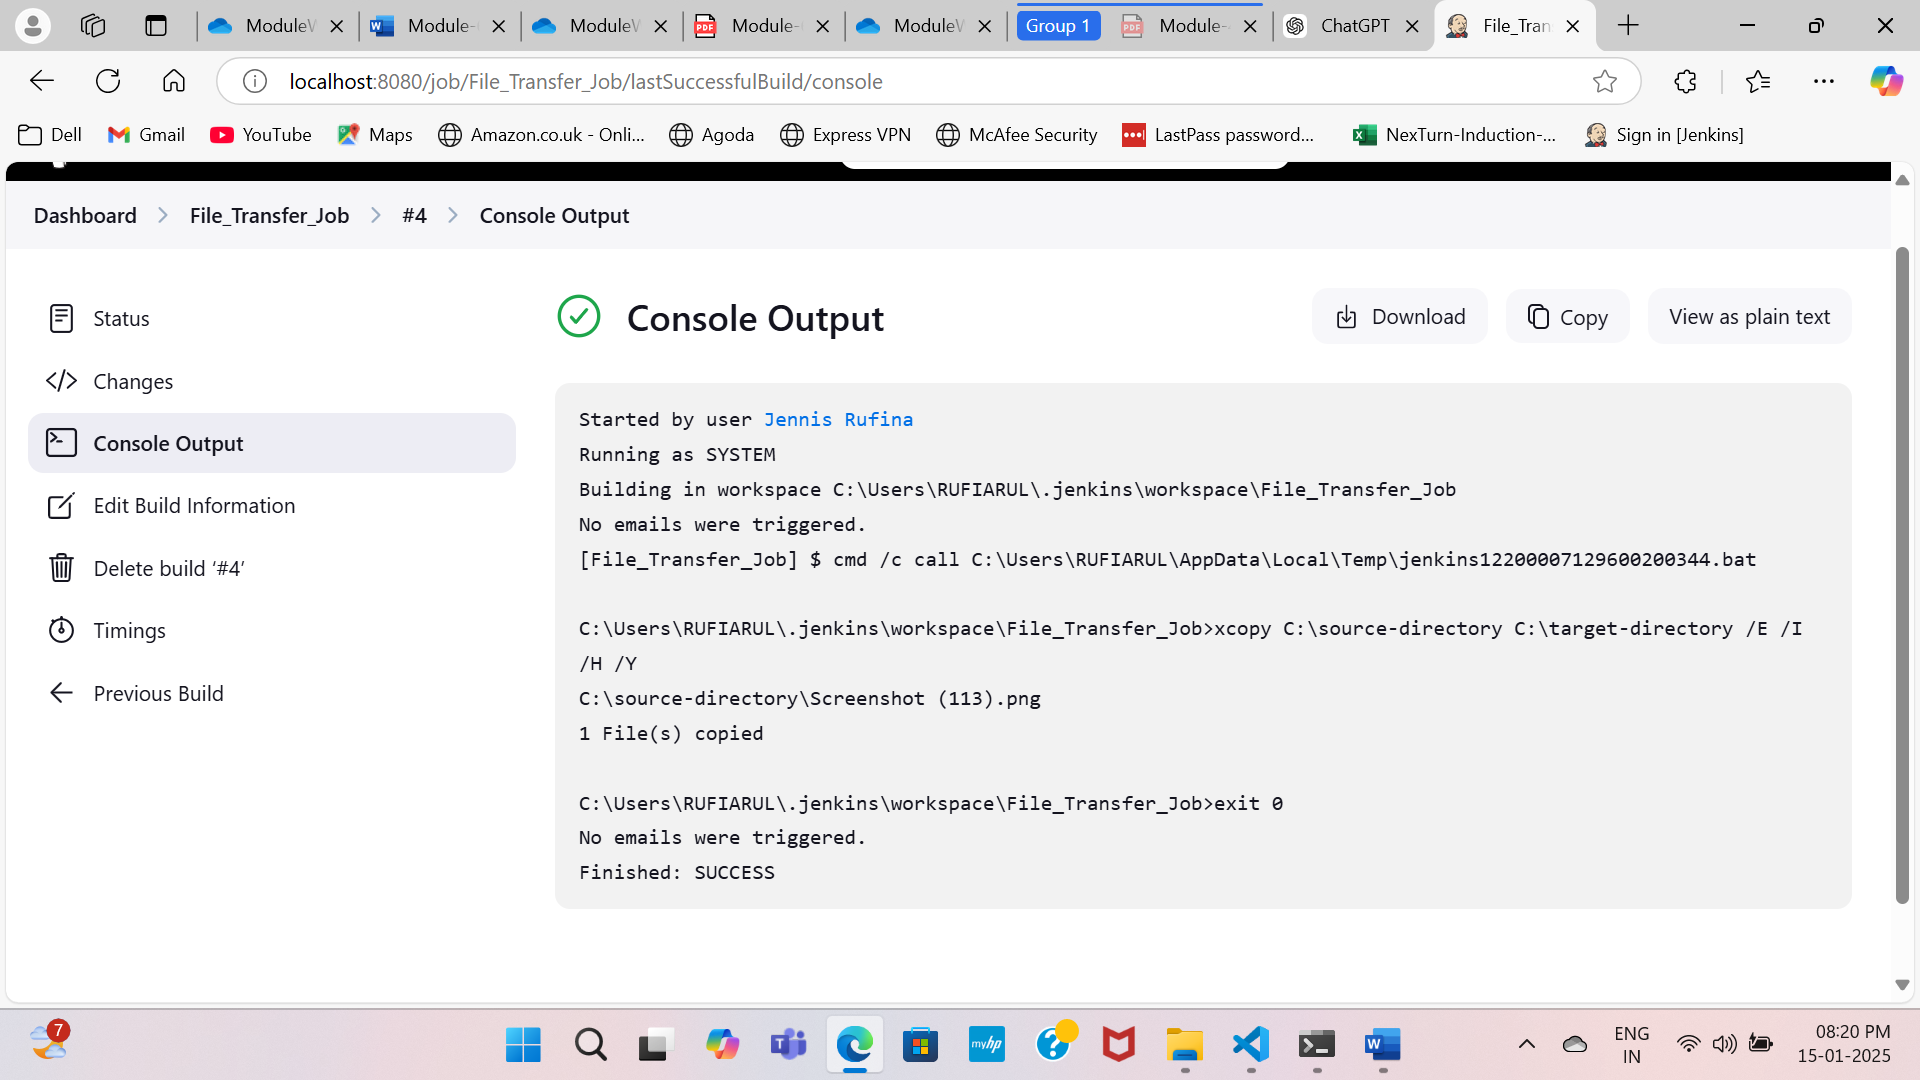 ModuleW
Module-
ModuleW
Module-
ModuleW
Group 1
Module-
ChatGPT
File_Tran
localhost:8080/job/File_Transfer_Job/lastSuccessfulBuild/console
Dell
Gmail
YouTube
Maps
Amazon.co.uk - Onli...
Agoda
Express VPN
McAfee Security
LastPass password...
NexTurn-Induction-...
Sign in [Jenkins]
Dashboard > File_Transfer_Job > #4 > Console Output
Status
Changes
Console Output
Edit Build Information
Delete build ‘#4’
Timings
Previous Build
Console Output
Download
Copy
View as plain text
Started by user Jennis Rufina
Running as SYSTEM
Building in workspace C:\Users\RUFIARUL\.jenkins\workspace\File_Transfer_Job
No emails were triggered.
[File_Transfer_Job] $ cmd /c call C:\Users\RUFIARUL\AppData\Local\Temp\jenkins12200007129600200344.bat
C:\Users\RUFIARUL\.jenkins\workspace\File_Transfer_Job>xcopy C:\source-directory C:\target-directory /E /I
/H /Y
C:\source-directory\Screenshot (113).png
1 File(s) copied
C:\Users\RUFIARUL\.jenkins\workspace\File_Transfer_Job>exit 0
No emails were triggered.
Finished: SUCCESS
7
myhp
ENG
IN
08:20 PM
15-01-2025